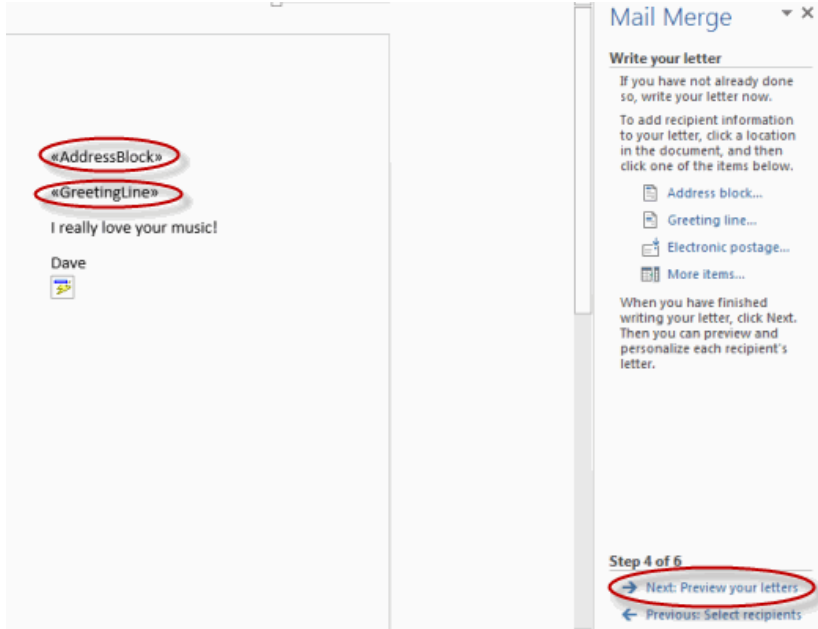 Mail Merge
Write your letter
If you have not already done
so, write your letter now.
To add recipient information
to your letter, click a location
in the document, and then
click one of the items below.
Address block...
Greeting line...
Electronic postage...
More items...
When you have finished
writing your letter, click Next.
Then you can preview and
personalize each recipient's
letter.
Step 4 of 6
Next: Preview your letters
Previous: Select recipients
«AddressBlock»
«GreetingLine»
I really love your music!
Dave